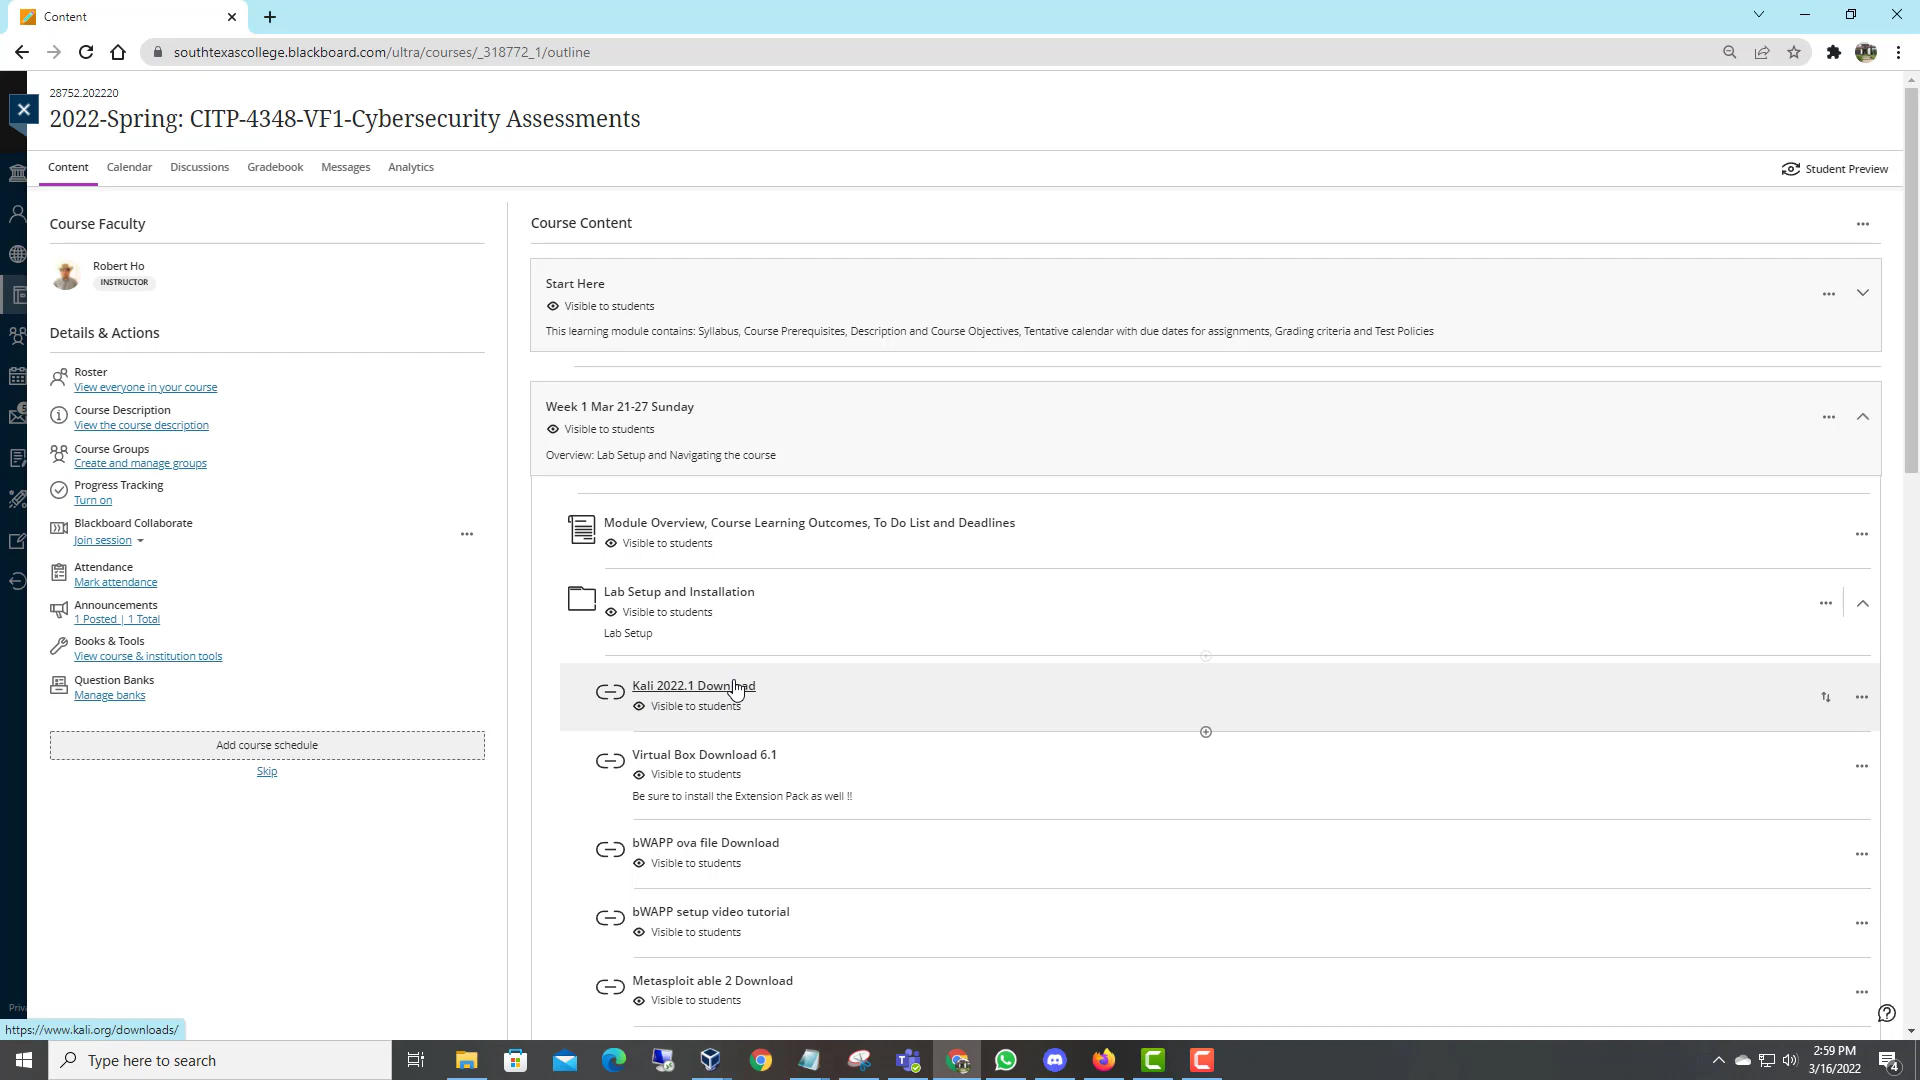 Content
southtexascollege.blackboard.com/ultra/courses/_318772_1/outline
28752.202220
2022-Spring: CITP-4348-VF1-Cybersecurity Assessments
Content Calendar Discussions Gradebook Messages Analytics
Student Preview
Course Faculty
Robert Ho
INSTRUCTOR
Details & Actions
Roster
View everyone in your course
Course Description
View the course description
Course Groups
Create and manage groups
Progress Tracking
Turn on
Blackboard Collaborate
Join session
Attendance
Mark attendance
Announcements
1 Posted | 1 Total
Books & Tools
View course & institution tools
Question Banks
Manage banks
Add course schedule
Skip
Course Content
Start Here
Visible to students
This learning module contains: Syllabus, Course Prerequisites, Description and Course Objectives, Tentative calendar with due dates for assignments, Grading criteria and Test Policies
Week 1 Mar 21-27 Sunday
Visible to students
Overview: Lab Setup and Navigating the course
Module Overview, Course Learning Outcomes, To Do List and Deadlines
Visible to students
Lab Setup and Installation
Visible to students
Lab Setup
Kali 2022.1 Download
Visible to students
Virtual Box Download 6.1
Visible to students
Be sure to install the Extension Pack as well !!
bWAPP ova file Download
Visible to students
bWAPP setup video tutorial
Visible to students
Metasploit able 2 Download
Visible to students
https://www.kali.org/downloads/
Type here to search
2:59 PM
3/16/2022
4